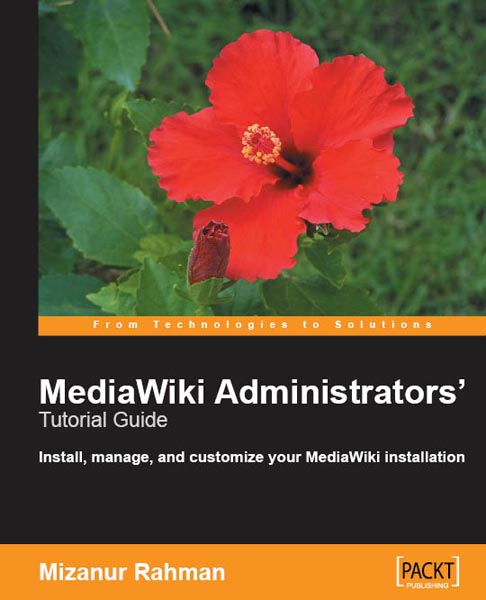 From Technologies to Solutions
MediaWiki Administrators’
Tutorial Guide
Install, manage, and customize your MediaWiki installation
Mizanur Rahman
[PACKT]
PUBLISHING